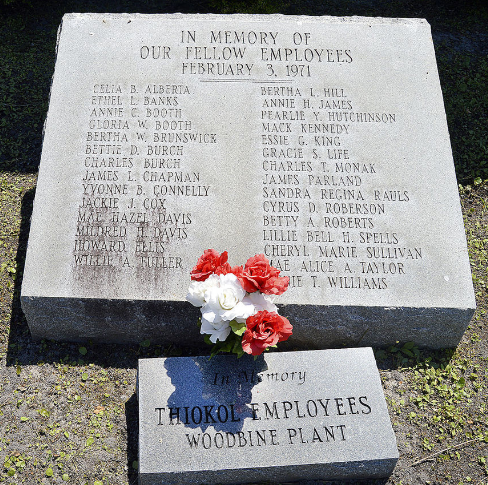 IN MEMORY OF
OUR FELLOW EMPLOYEES
FEBRUARY 3, 1971
CELIA B. ALBERTA
ETHEL L. BANKS
ANNIE C. BOOTH
GLORIA W. BOOTH
BERTHA W. BRUNSWICK
BETTIE D. BURCH
CHARLES BURCH
JAMES L. CHAPMAN
YVONNE B. CONNELLY
JACKIE J. COX
MAE HAZEL DAVIS
MILDRED H. DAVIS
HOWARD ELLIS
WILLIE A. FULLER
BERTHA L. HILL
ANNIE H. JAMES
PEARLIE Y. HUTCHINSON
MACK KENNEDY
ESSIE G. KING
GRACIE S. LIFE
CHARLES T. MONAK
JAMES PARLAND
SANDRA REGINA RAULS
CYRUS D. ROBERSON
BETTY A. ROBERTS
LILLIE BELL H. SPELLS
CHERYL MARIE SULLIVAN
ALICE A. TAYLOR
T. WILLIAMS
In Memory
THIOKOL EMPLOYEES
WOODBINE PLANT